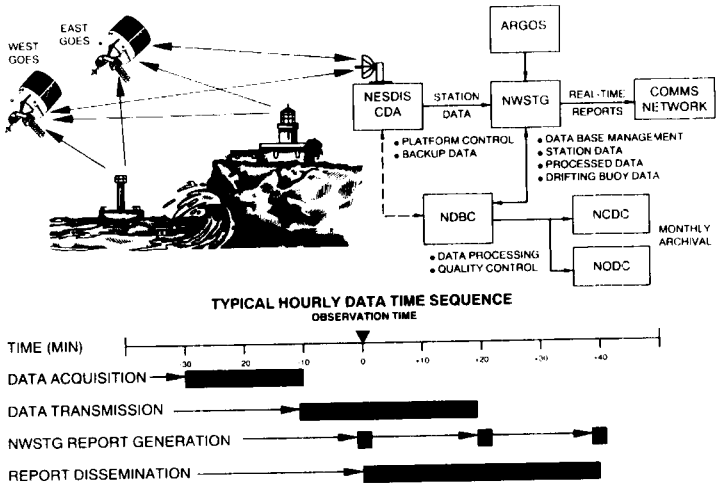 WEST
GOES
EAST
GOES
ARGOS
NESDIS
CDA
STATION
DATA
NWSTG
REAL-TIME
REPORTS
COMMS
NETWORK
• PLATFORM CONTROL
• BACKUP DATA
• DATA BASE MANAGEMENT
• STATION DATA
• PROCESSED DATA
• DRIFTING BUOY DATA
NDBC
NCDC
NODC
MONTHLY
ARCHIVAL
• DATA PROCESSING
• QUALITY CONTROL
TYPICAL HOURLY DATA TIME SEQUENCE
OBSERVATION TIME
TIME (MIN)
-30 -20 -10 0 +10 +20 +30 +40
DATA ACQUISITION
DATA TRANSMISSION
NWSTG REPORT GENERATION
REPORT DISSEMINATION